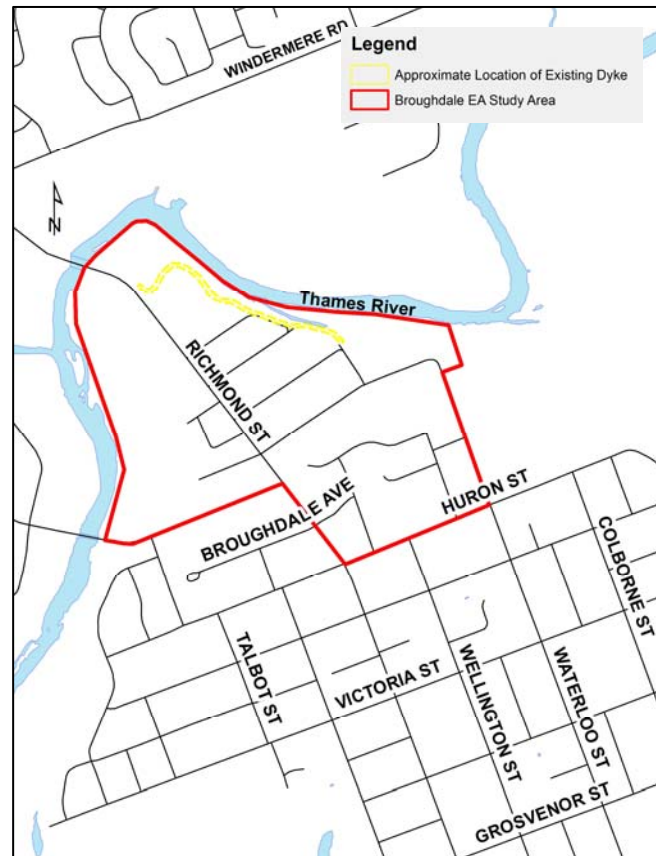 WINDERMERE RD
Legend
Approximate Location of Existing Dyke
Broughdale EA Study Area
N
Thames River
RICHMOND ST
BROUGHDALE AVE
HURON ST
COLBORNE ST
TALBOT ST
VICTORIA ST
WELLINGTON ST
WATERLOO ST
GROSVENOR ST